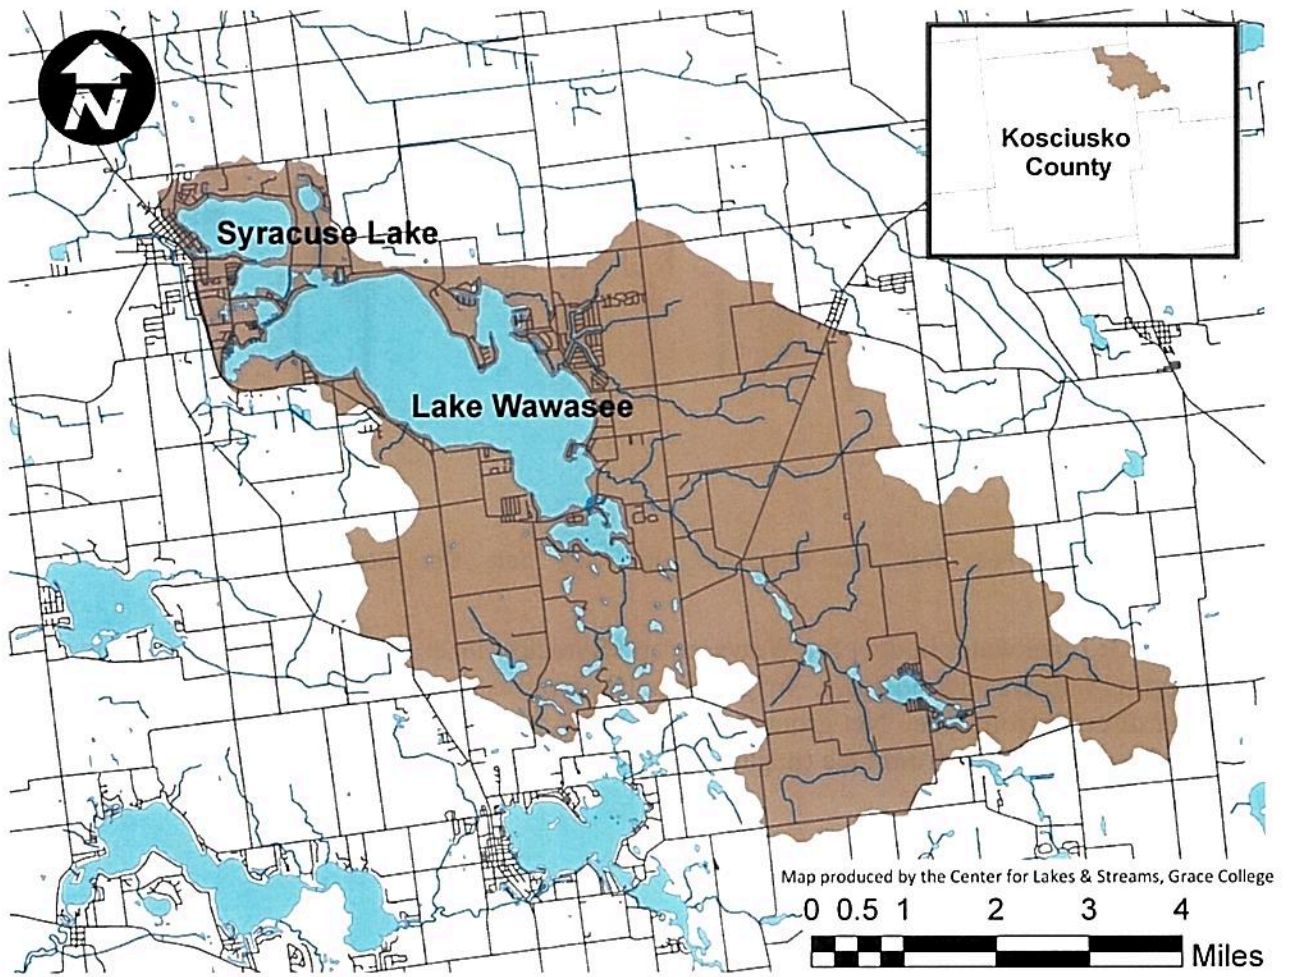 N
Kosciusko
County
Syracuse Lake
Lake Wawasee
Map produced by the Center for Lakes & Streams, Grace College
0 0.5 1 2 3 4
Miles